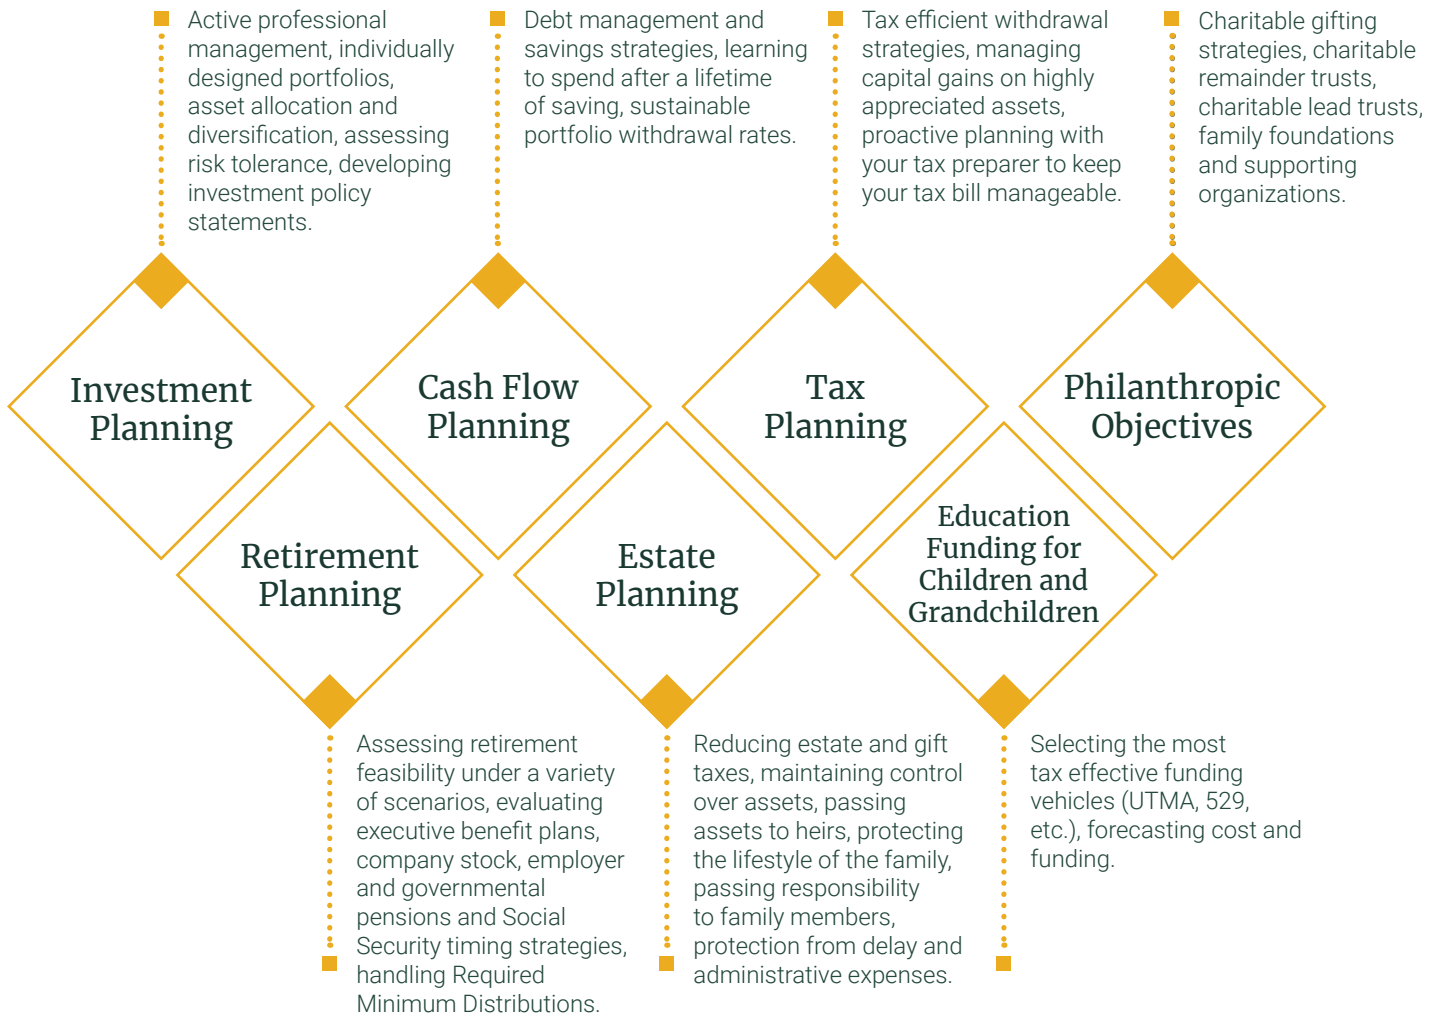 Active professional
management, individually
designed portfolios,
asset allocation and
diversification, assessing
risk tolerance, developing
investment policy
statements.
Debt management and
savings strategies, learning
to spend after a lifetime
of saving, sustainable
portfolio withdrawal rates.
Tax efficient withdrawal
strategies, managing
capital gains on highly
appreciated assets,
proactive planning with
your tax preparer to keep
your tax bill manageable.
Charitable gifting
strategies, charitable
remainder trusts,
charitable lead trusts,
family foundations
and supporting
organizations.
Investment
Planning
Cash Flow
Planning
Tax
Planning
Philanthropic
Objectives
Retirement
Planning
Estate
Planning
Education
Funding for
Children and
Grandchildren
Assessing retirement
feasibility under a variety
of scenarios, evaluating
executive benefit plans,
company stock, employer
and governmental
pensions and Social
Security timing strategies,
handling Required
Minimum Distributions.
Reducing estate and gift
taxes, maintaining control
over assets, passing
assets to heirs, protecting
the lifestyle of the family,
passing responsibility
to family members,
protection from delay and
administrative expenses.
Selecting the most
tax effective funding
vehicles (UTMA, 529,
etc.), forecasting cost and
funding.